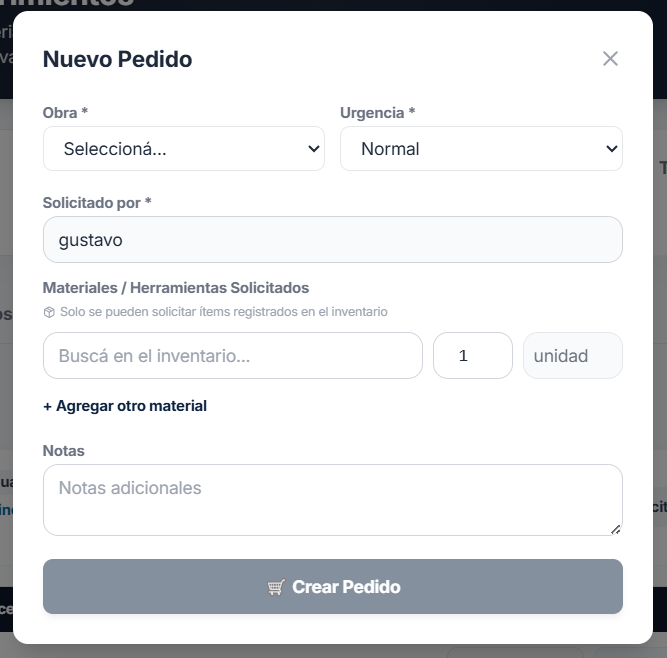 Nuevo Pedido
Obra * Urgencia *
Seleccioná... Normal
Solicitado por *
gustavo
Materiales / Herramientas Solicitados
Solo se pueden solicitar ítems registrados en el inventario
Buscá en el inventario... 1 unidad
+ Agregar otro material
Notas
Notas adicionales
Crear Pedido